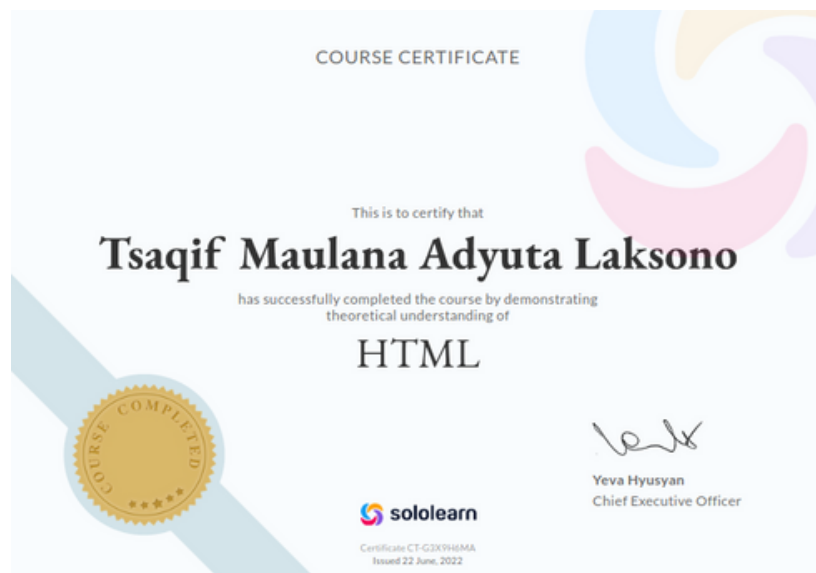 COURSE CERTIFICATE
This is to certify that
Tsaqif Maulana Adyuta Laksono
has successfully completed the course by demonstrating
theoretical understanding of
HTML
COURSE COMPLETED
Yeva Hyusyan
Chief Executive Officer
sololearn
Certificate CT-G3X9H6MA
Issued 22 June, 2022